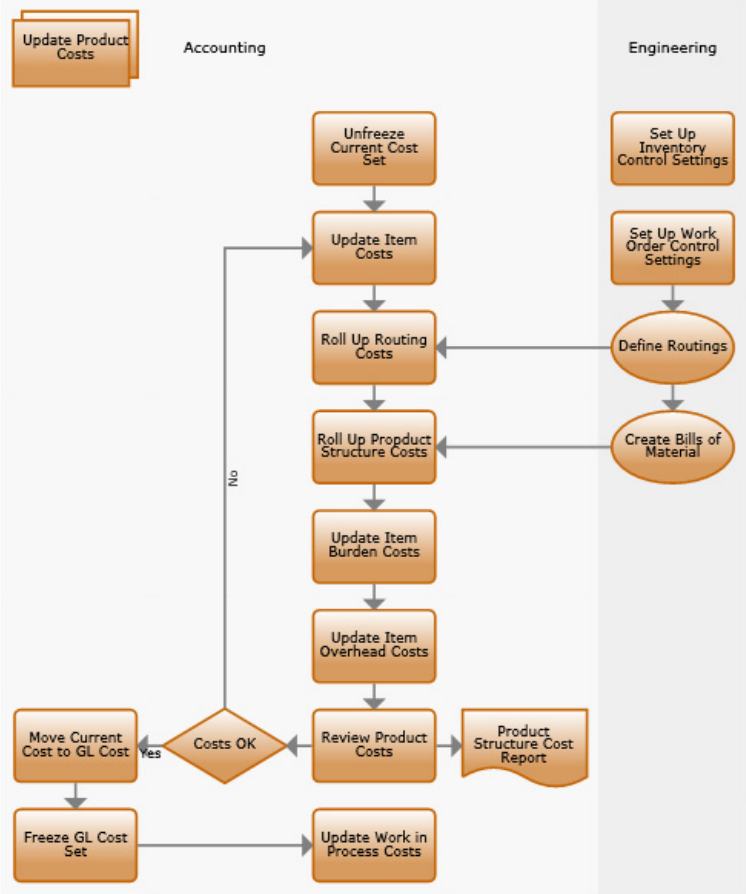 Update Product
Costs
Accounting
Engineering
Unfreeze
Current Cost
Set
Set Up
Inventory
Control Settings
Update Item
Costs
Set Up Work
Order Control
Settings
Roll Up Routing
Costs
Define Routings
Roll Up Propduct
Structure Costs
Create Bills of
Material
No
Update Item
Burden Costs
Update Item
Overhead Costs
Move Current
Cost to GL Cost
Yes
Costs OK
Review Product
Costs
Product
Structure Cost
Report
Freeze GL Cost
Set
Update Work in
Process Costs